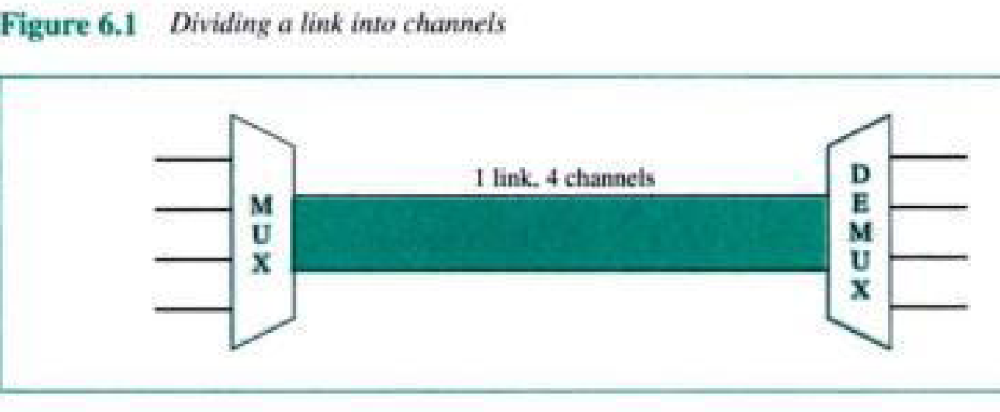 Figure 6.1 Dividing a link into channels
1 link, 4 channels
MUX
DEMUX